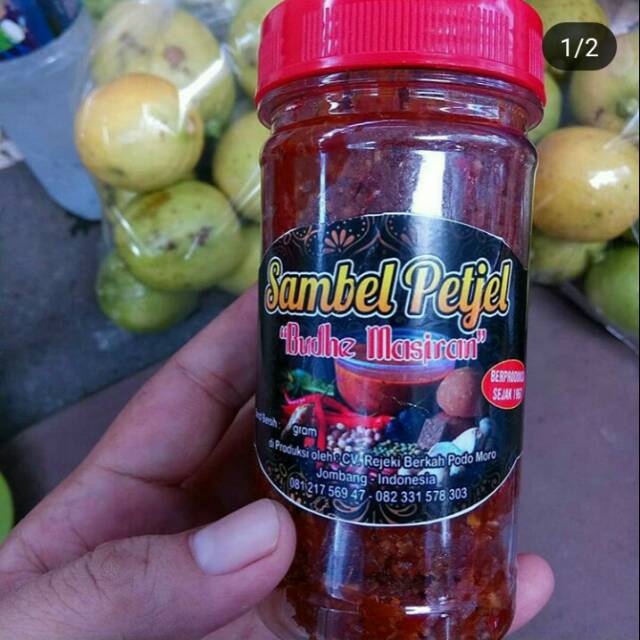 1/2
Sambel Petjel
"Budhe Masiran"
BERPRODUKSI
SEJAK
Bersih :
gram
di Produksi oleh : CV. Rejeki Berkah Podo Moro
Jombang - Indonesia
081 217 569 47 - 082 331 578 303